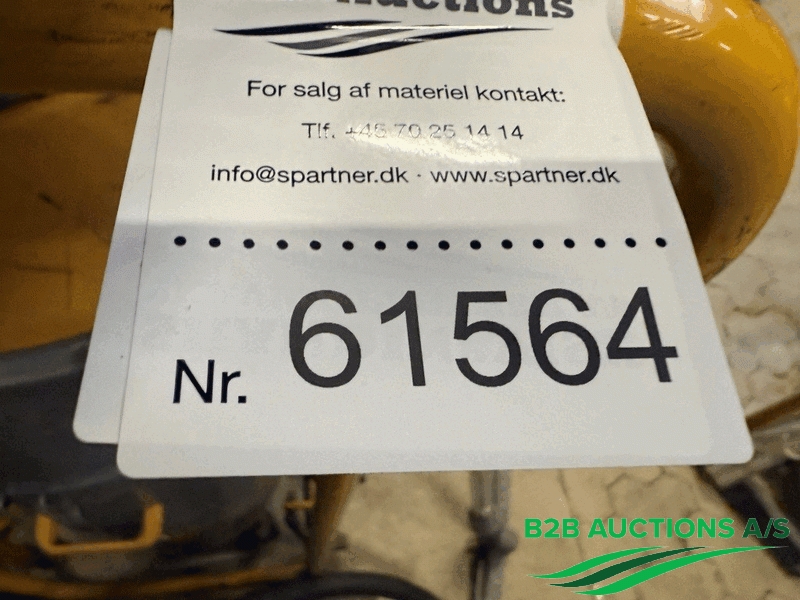 For salg af materiel kontakt:
Tlf. +45 70 25 14 14
info@spartner.dk · www.spartner.dk
Nr. 61564
B2B AUCTIONS A/S